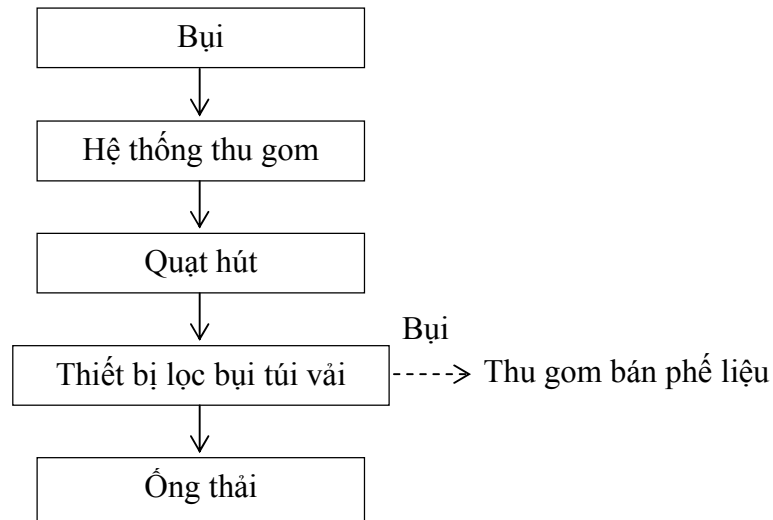 Bụi
Hệ thống thu gom
Quạt hút
Bụi
Thiết bị lọc bụi túi vải
Thu gom bán phế liệu
Ống thải